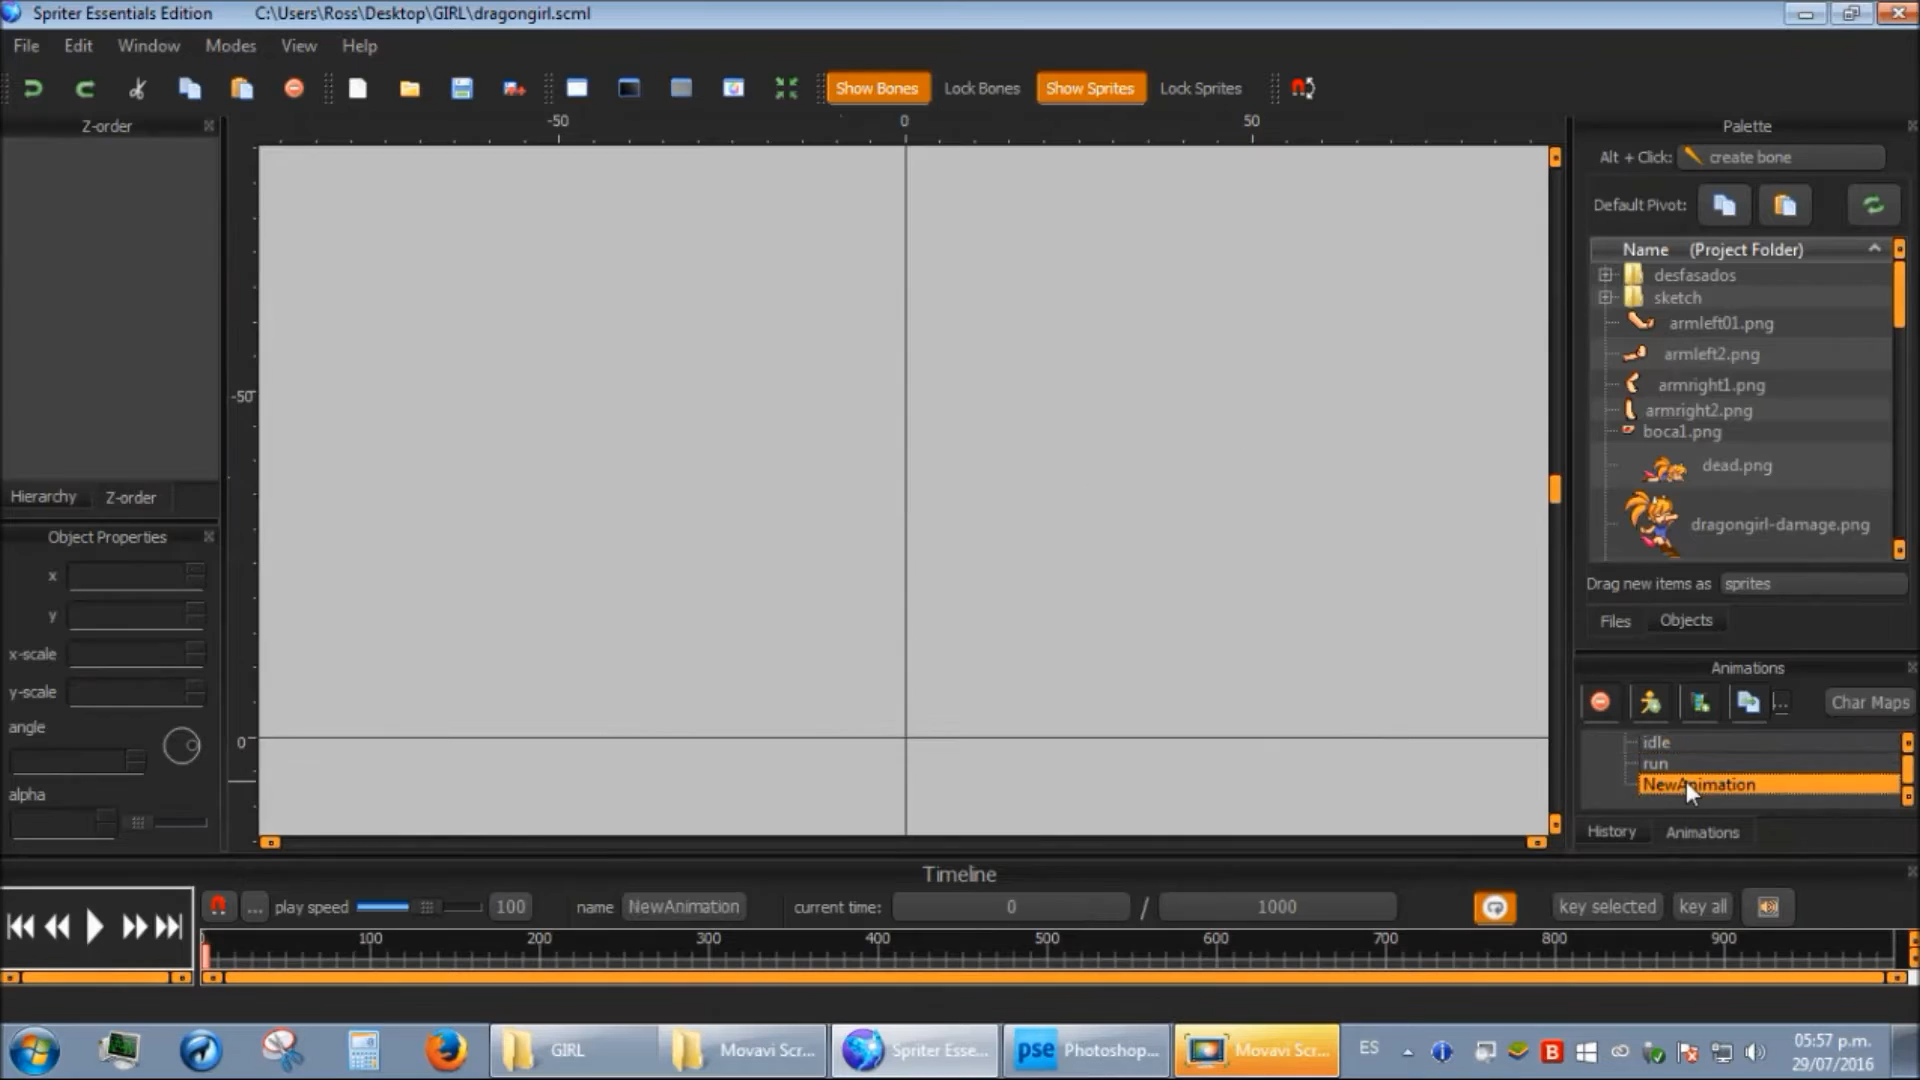 Spriter Essentials Edition C:\Users\Ross\Desktop\GIRL\dragongirl.scml
File Edit Window Modes View Help
Show Bones Lock Bones Show Sprites Lock Sprites
Z-order
-50 0 50
-50
0
Hierarchy Z-order
Object Properties
x
y
x-scale
y-scale
angle
alpha
Palette
Alt + Click: create bone
Default Pivot:
Name (Project Folder)
desfasados
sketch
armleft01.png
armleft2.png
armright1.png
armright2.png
boca1.png
dead.png
dragongirl-damage.png
Drag new items as sprites
Files Objects
Animations
... Char Maps
idle
run
NewAnimation
History Animations
Timeline
... play speed 100 name NewAnimation current time: 0 / 1000 key selected key all
100 200 300 400 500 600 700 800 900
GIRL Movavi Scr... Spriter Esse... pse Photoshop... Movavi Scr... ES B 05:57 p.m.
29/07/2016